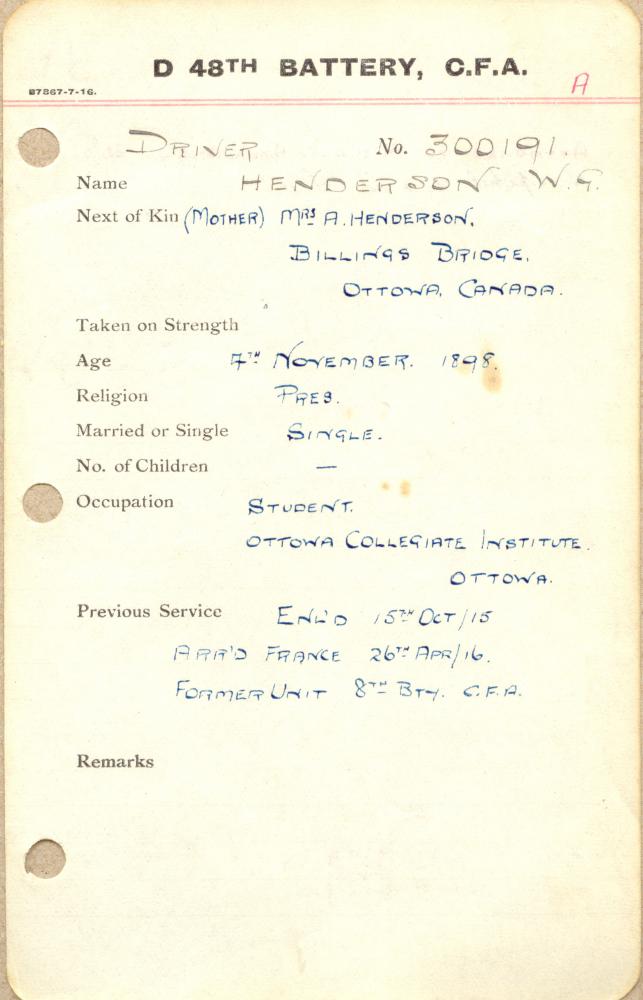 D 48TH BATTERY, C.F.A.
87867-7-16.
A
DRIVER No. 300191.
Name HENDERSON W.G.
Next of Kin (MOTHER) MRS A. HENDERSON,
BILLINGS BRIDGE,
OTTOWA, CANADA.
Taken on Strength
Age 7TH NOVEMBER. 1898.
Religion PRES.
Married or Single SINGLE.
No. of Children —
Occupation STUDENT.
OTTOWA COLLEGIATE INSTITUTE.
OTTOWA.
Previous Service ENL'D 15TH OCT/15
ARR'D FRANCE 26TH APR/16.
FORMER UNIT 8TH BTY. C.F.A.
Remarks